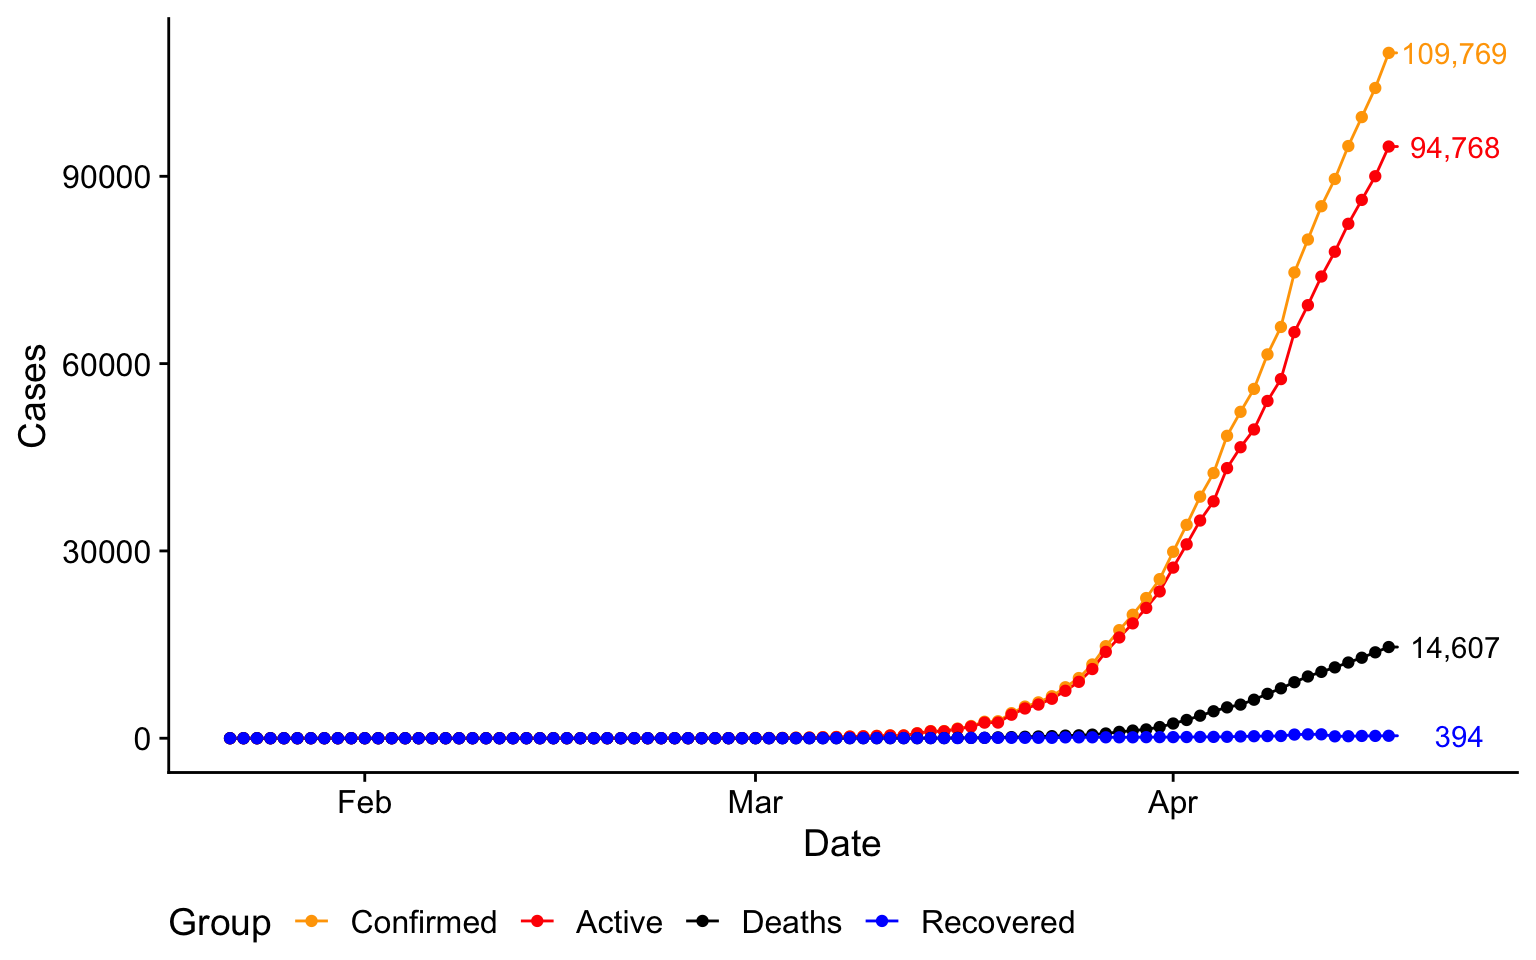 109,769
94,768
90000
60000
Cases
30000
14,607
0
394
Feb Mar Apr
Date
Group Confirmed Active Deaths Recovered